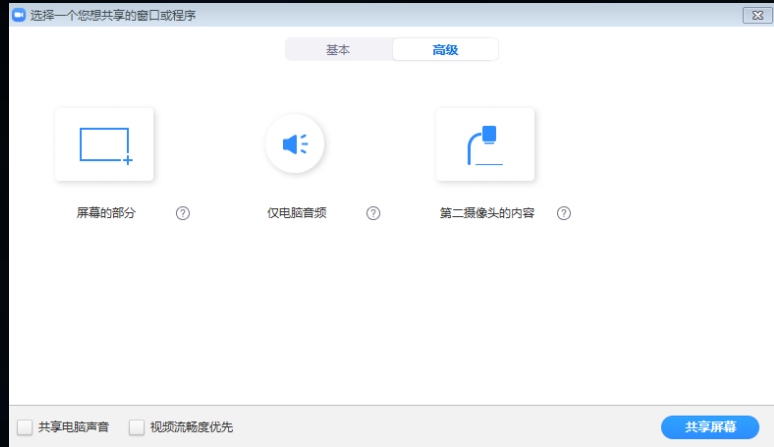 选择一个您想共享的窗口或程序
基本 高级
屏幕的部分 ? 仅电脑音频 ? 第二摄像头的内容 ?
共享电脑声音 视频流畅度优先 共享屏幕